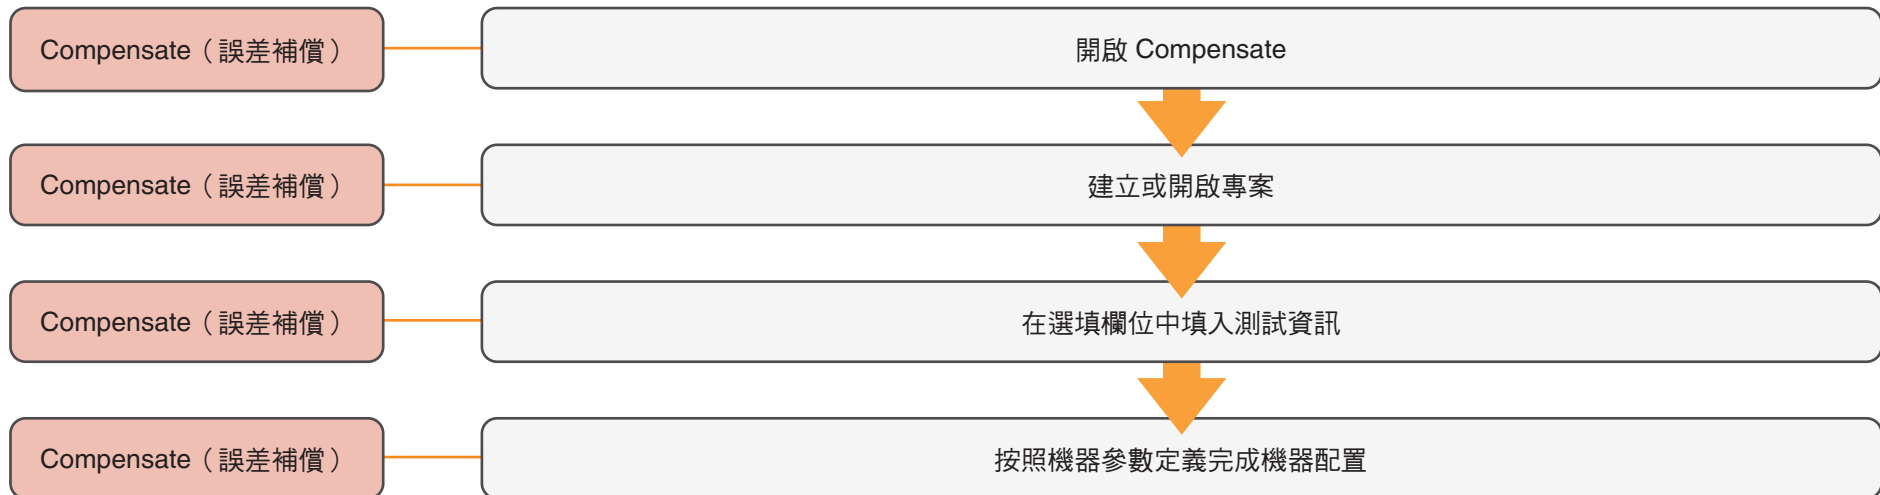 Compensate（誤差補償）
開啟 Compensate
Compensate（誤差補償）
建立或開啟專案
Compensate（誤差補償）
在選填欄位中填入測試資訊
Compensate（誤差補償）
按照機器參數定義完成機器配置